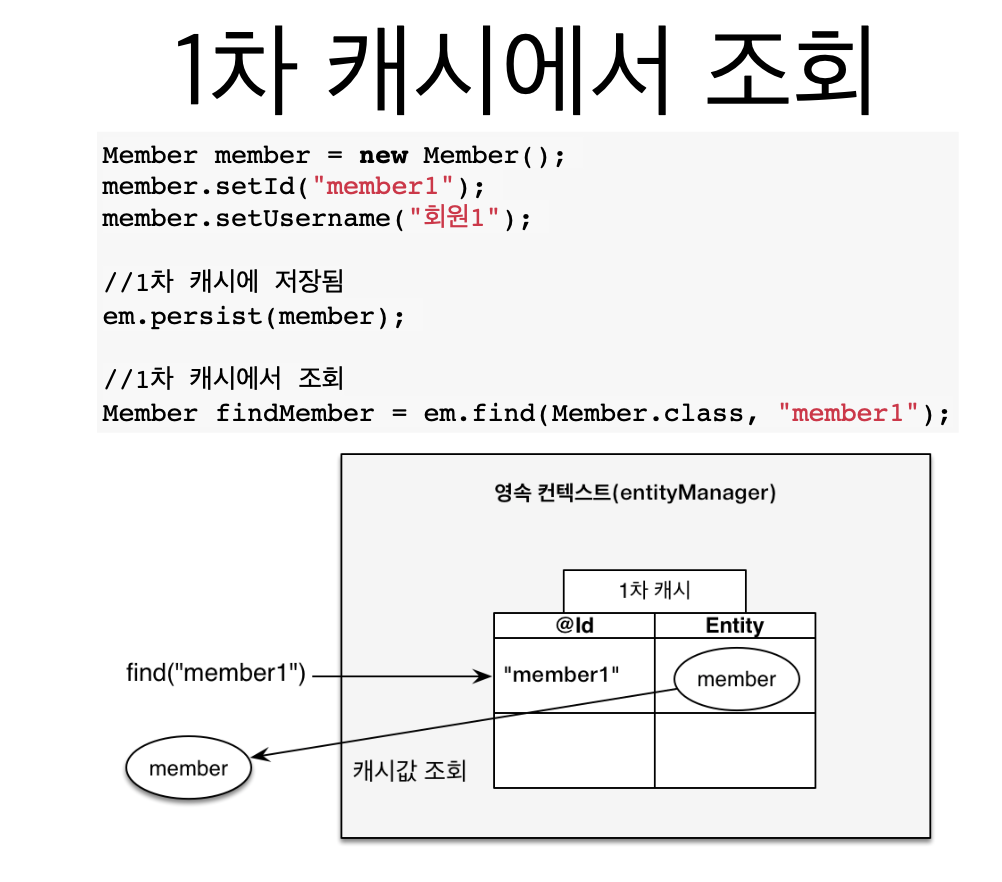 1차 캐시에서 조회
Member member = new Member();
member.setId("member1");
member.setUsername("회원1");
//1차 캐시에 저장됨
em.persist(member);
//1차 캐시에서 조회
Member findMember = em.find(Member.class, "member1");
영속 컨텍스트(entityManager)
1차 캐시
@Id Entity
find("member1") "member1" member
member
캐시값 조회